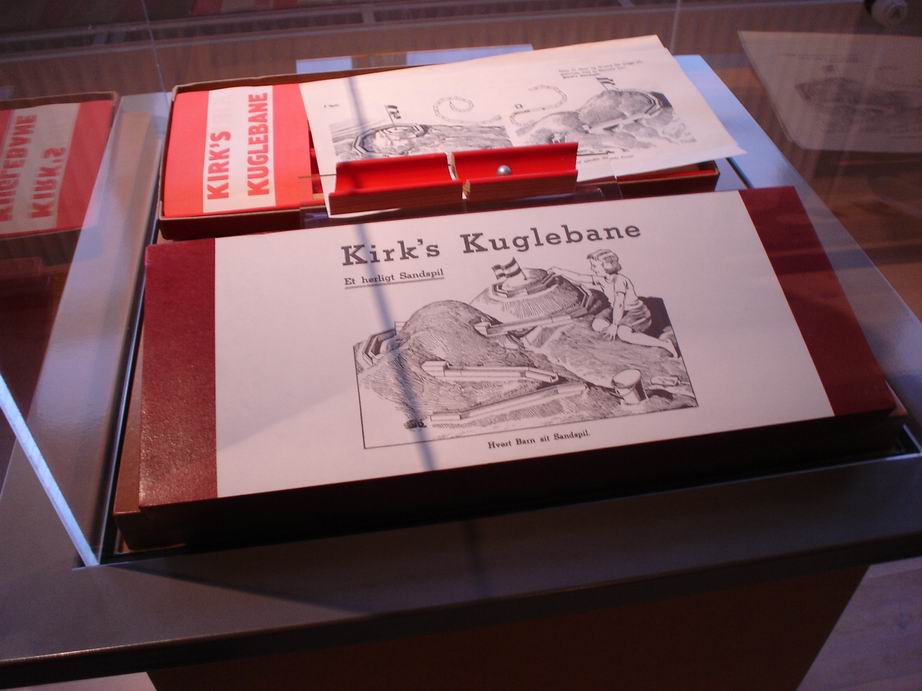 KIRK'S
KUGLEBANE
Kirk's Kuglebane
Et herligt Sandspil
Hvert Barn sit Sandspil.
KIRK'S
KUGLEBANE